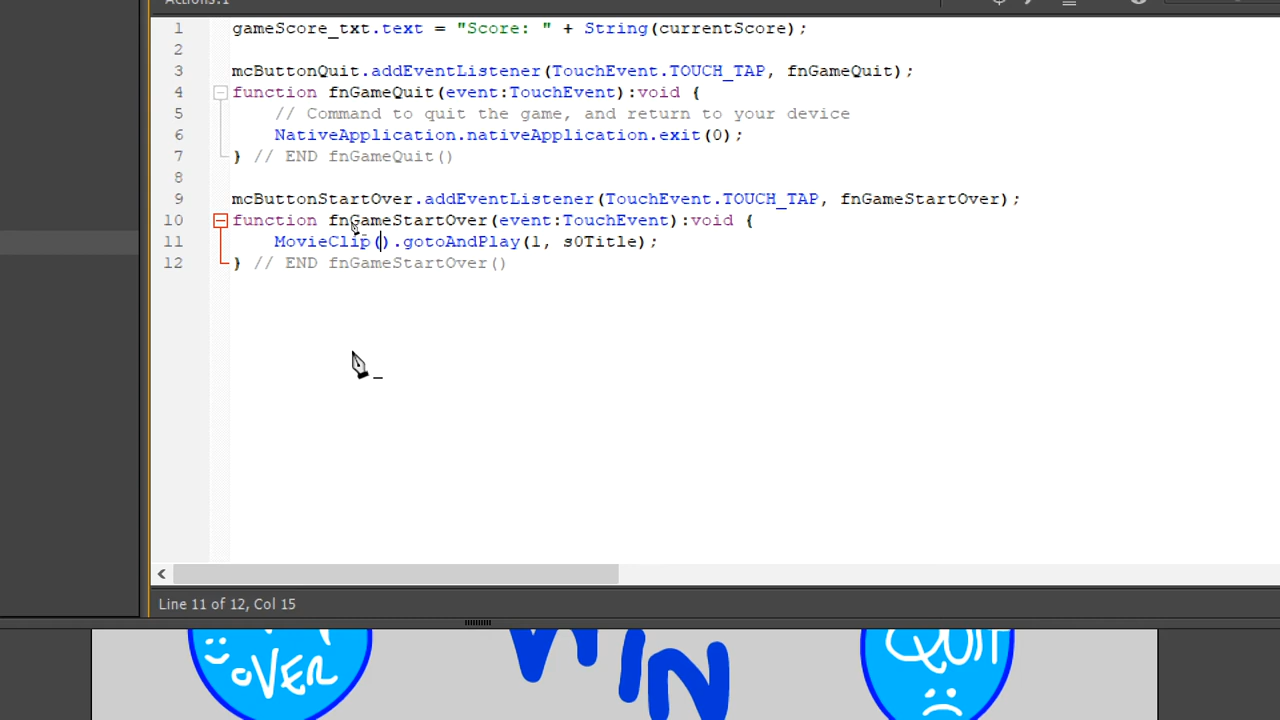 Actions:1
1 gameScore_txt.text = "Score: " + String(currentScore);
2
3 mcButtonQuit.addEventListener(TouchEvent.TOUCH_TAP, fnGameQuit);
4 function fnGameQuit(event:TouchEvent):void {
5 // Command to quit the game, and return to your device
6 NativeApplication.nativeApplication.exit(0);
7 } // END fnGameQuit()
8
9 mcButtonStartOver.addEventListener(TouchEvent.TOUCH_TAP, fnGameStartOver);
10 function fnGameStartOver(event:TouchEvent):void {
11 MovieClip().gotoAndPlay(1, s0Title);
12 } // END fnGameStartOver()
Line 11 of 12, Col 15
OVER
WIN
QUIT